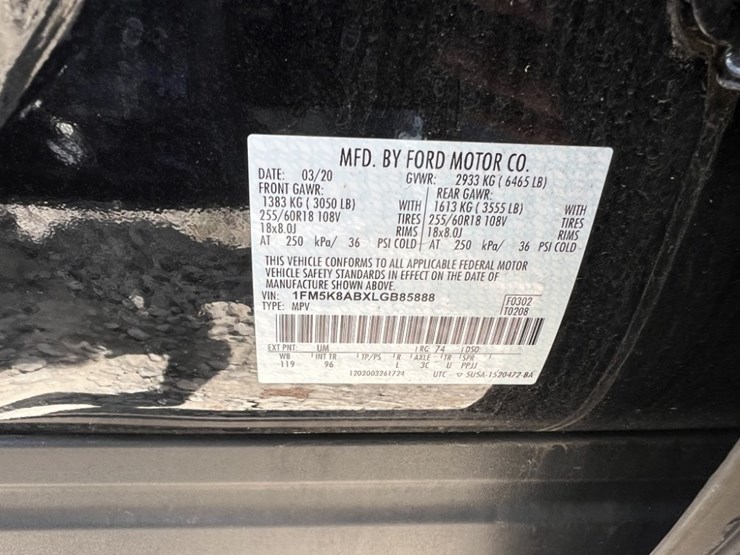 MFD. BY FORD MOTOR CO.
DATE: 03/20 GVWR: 2933 KG ( 6465 LB)
FRONT GAWR: REAR GAWR:
1383 KG ( 3050 LB) WITH 1613 KG ( 3555 LB) WITH
255/60R18 108V TIRES 255/60R18 108V TIRES
18x8.0J RIMS 18x8.0J RIMS
AT 250 kPa/ 36 PSI COLD AT 250 kPa/ 36 PSI COLD
THIS VEHICLE CONFORMS TO ALL APPLICABLE FEDERAL MOTOR
VEHICLE SAFETY STANDARDS IN EFFECT ON THE DATE OF
MANUFACTURE SHOWN ABOVE.
VIN: 1FM5K8ABXLGB85888 F0302
TYPE: MPV T0208
EXT PNT: UM RC: 74 DSO:
WB INT TR TP/PS R AXLE TR SPR
119 96 L 3C U PPJJ
1202003261724 UTC 5USA-1520472-BA